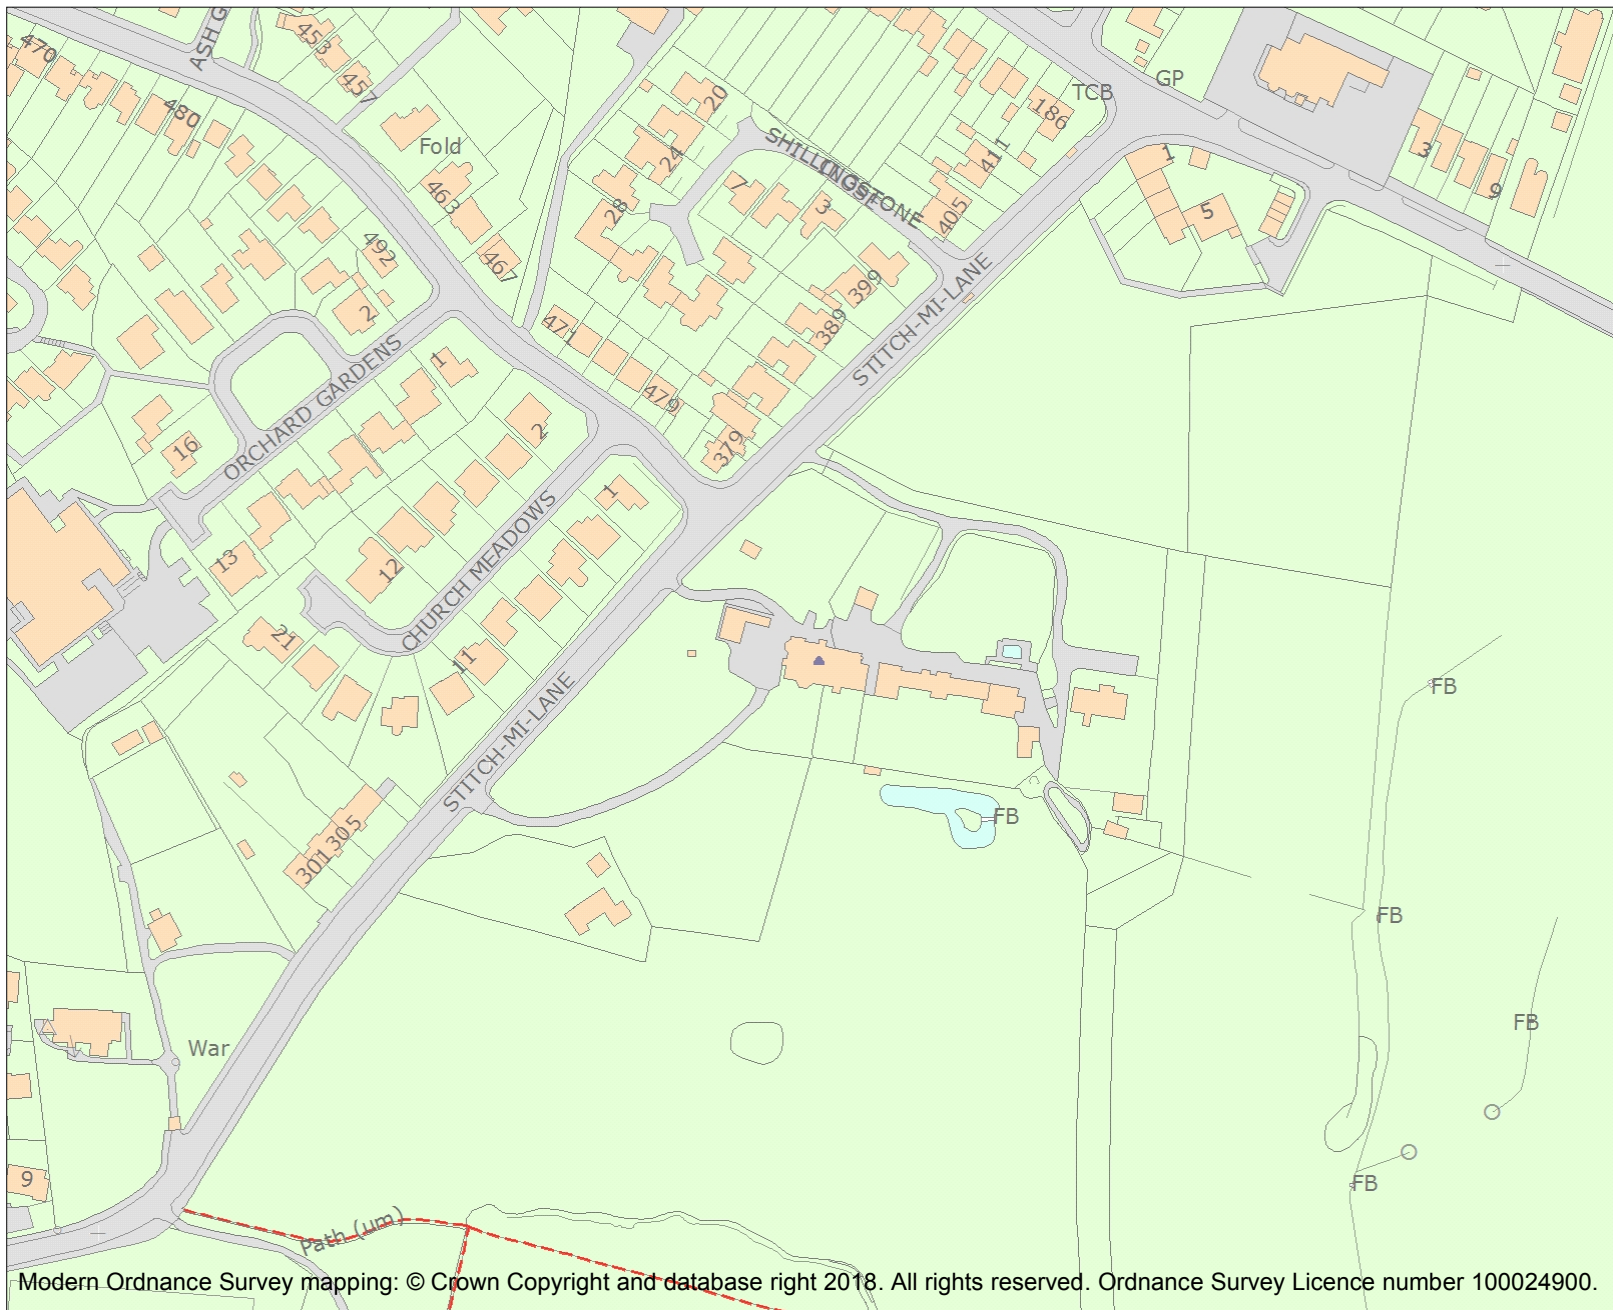 ASH G
453
470
GP
457
TCB
20
186
480
Fold
SHILLINGSTONE
411
1
3
24
463
7
3
9
5
28
405
492
467
399
STITCH-MI-LANE
2
471
389
1
ORCHARD GARDENS
479
2
16
379
1
13
12
CHURCH MEADOWS
21
11
STITCH-MI-LANE
FB
FB
305
301
FB
FB
War
9
FB
Path (um)
Modern Ordnance Survey mapping: © Crown Copyright and database right 2018. All rights reserved. Ordnance Survey Licence number 100024900.